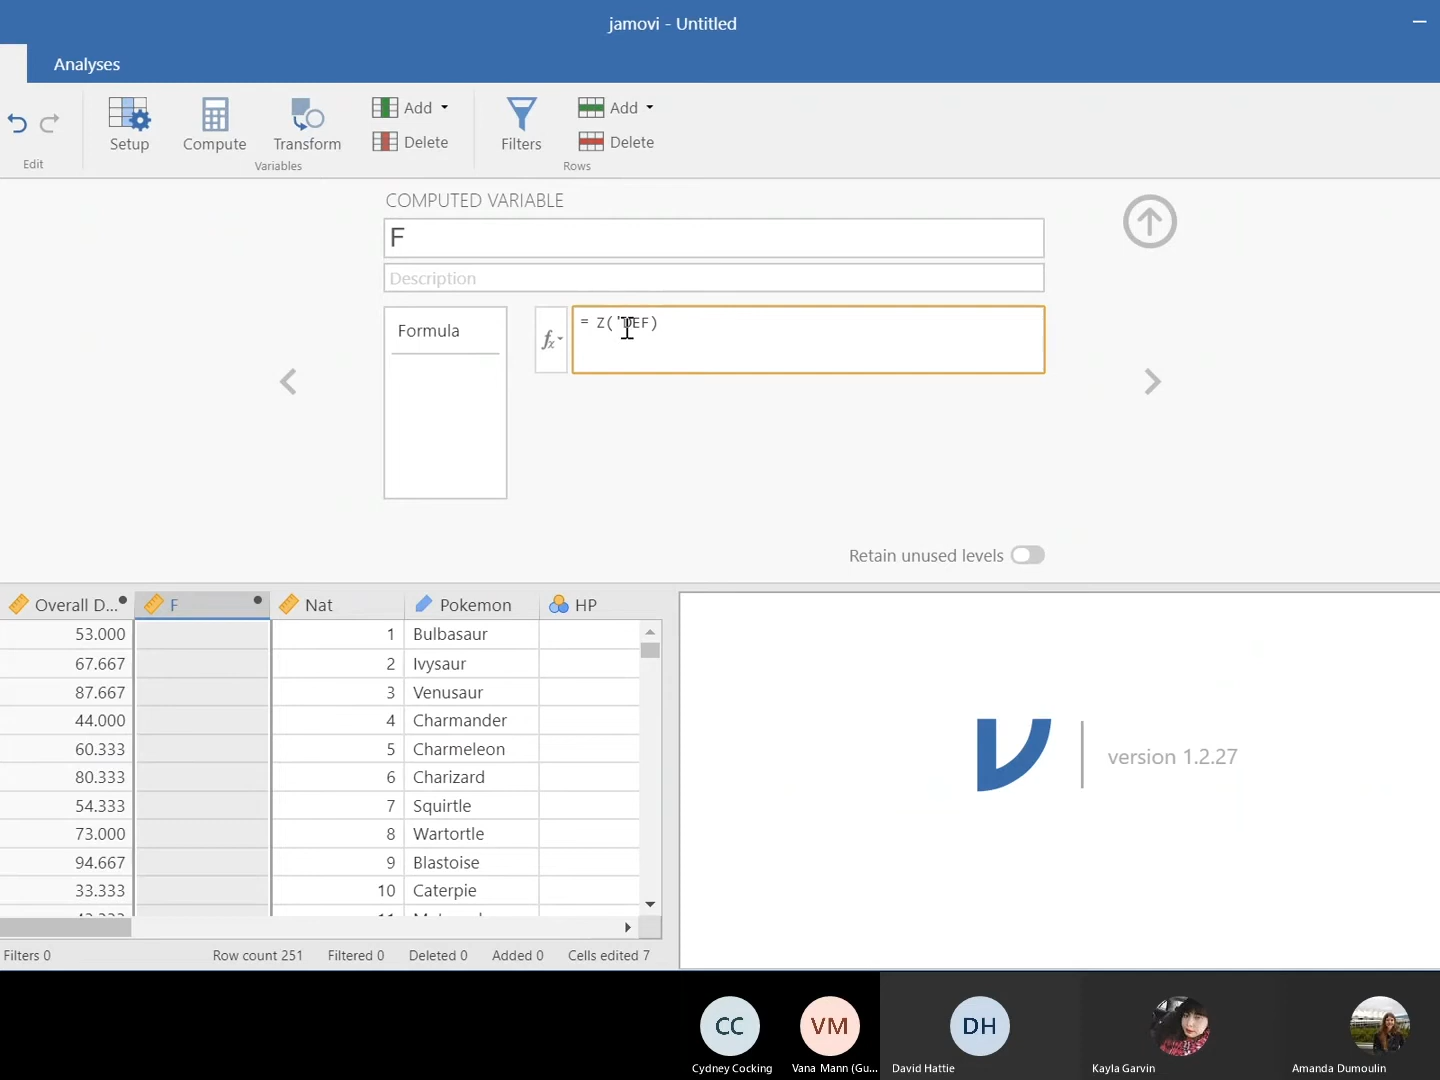 jamovi - Untitled
Analyses
Edit
Setup
Compute
Transform
Add
Delete
Variables
Filters
Add
Delete
Rows
COMPUTED VARIABLE
F
Description
Formula
fx
= Z('DEF)
Retain unused levels
Overall D... F Nat Pokemon HP
53.000 1 Bulbasaur
67.667 2 Ivysaur
87.667 3 Venusaur
44.000 4 Charmander
60.333 5 Charmeleon
80.333 6 Charizard
54.333 7 Squirtle
73.000 8 Wartortle
94.667 9 Blastoise
33.333 10 Caterpie
version 1.2.27
Filters 0 Row count 251 Filtered 0 Deleted 0 Added 0 Cells edited 7
CC VM DH
Cydney Cocking Vana Mann (Gu... David Hattie Kayla Garvin Amanda Dumoulin